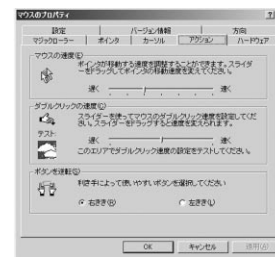 マウスのプロパティ
設定 バージョン情報 方向
マジックローラー ポインタ カーソル アクション ハードウェア
マウスの速度(C)
ポインタが移動する速度を調整することができます。スライダ
ーをドラッグしてポインタの移動速度を変えてください。
遅く 速く
ダブルクリックの速度(D)
スライダーを使ってマウスのダブルクリック速度を設定してくだ
さい。スライダーをドラッグすると速度を変えられます。
テスト:
遅く 速く
このエリアでダブルクリック速度の設定をテストしてください。
ボタンを逆転(B)
利き手によって使いやすいボタンを選択してください
右きき(R) 左きき(L)
OK キャンセル 適用(A)